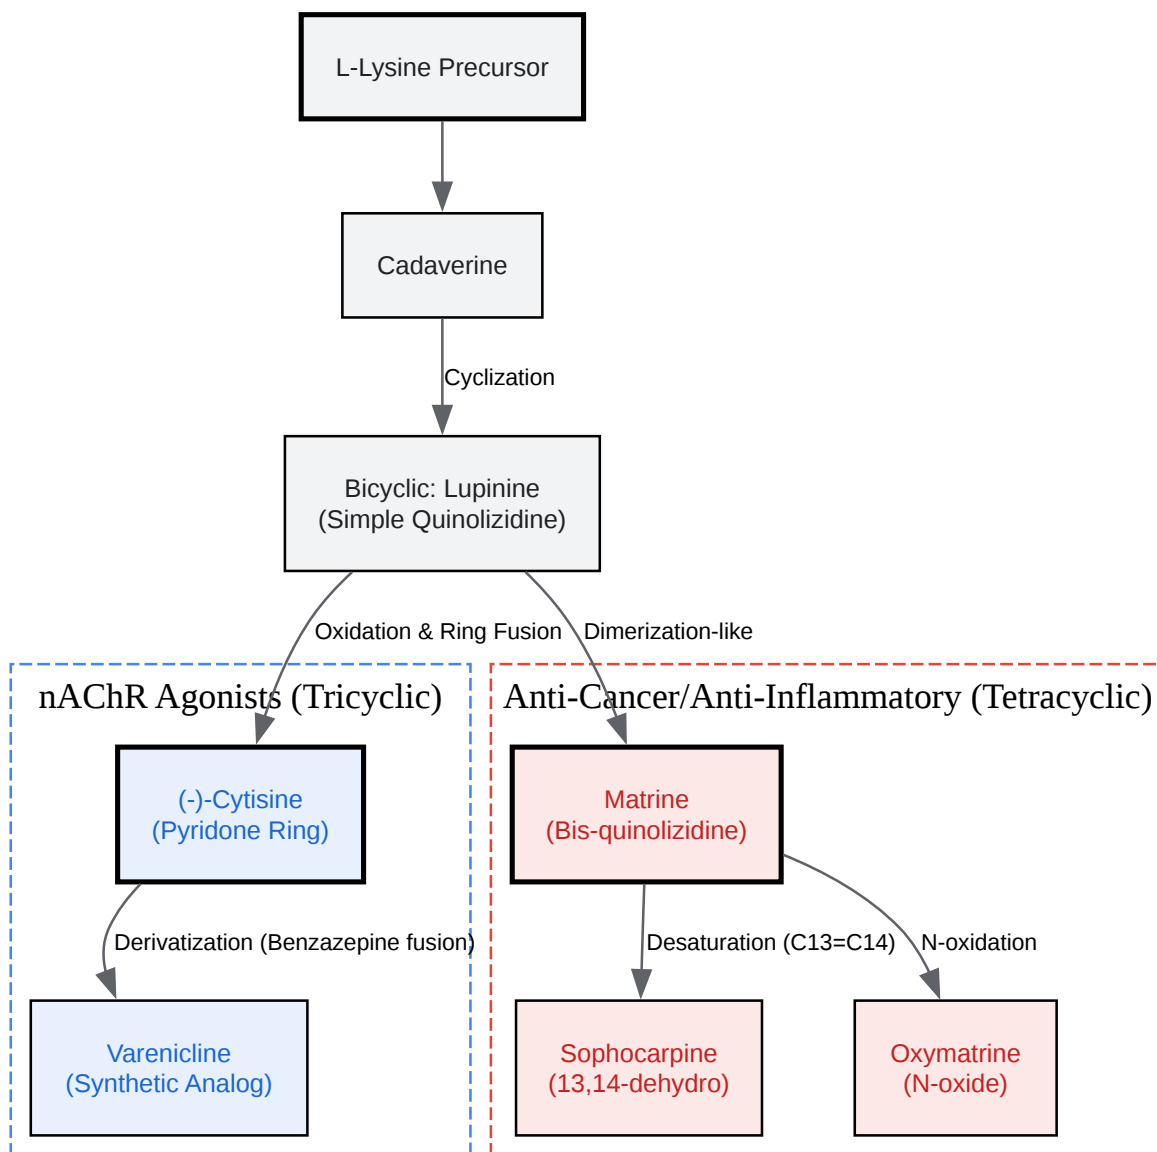 L-Lysine Precursor
Cadaverine
Cyclization
Bicyclic: Lupinine
(Simple Quinolizidine)
Oxidation & Ring Fusion
Dimerization-like
nAChR Agonists (Tricyclic)
Anti-Cancer/Anti-Inflammatory (Tetracyclic)
(-)-Cytisine
(Pyridone Ring)
Matrine
(Bis-quinolizidine)
Derivatization (Benzazepine fusion)
Desaturation (C13=C14)
N-oxidation
Varenicline
(Synthetic Analog)
Sophocarpine
(13,14-dehydro)
Oxymatrine
(N-oxide)